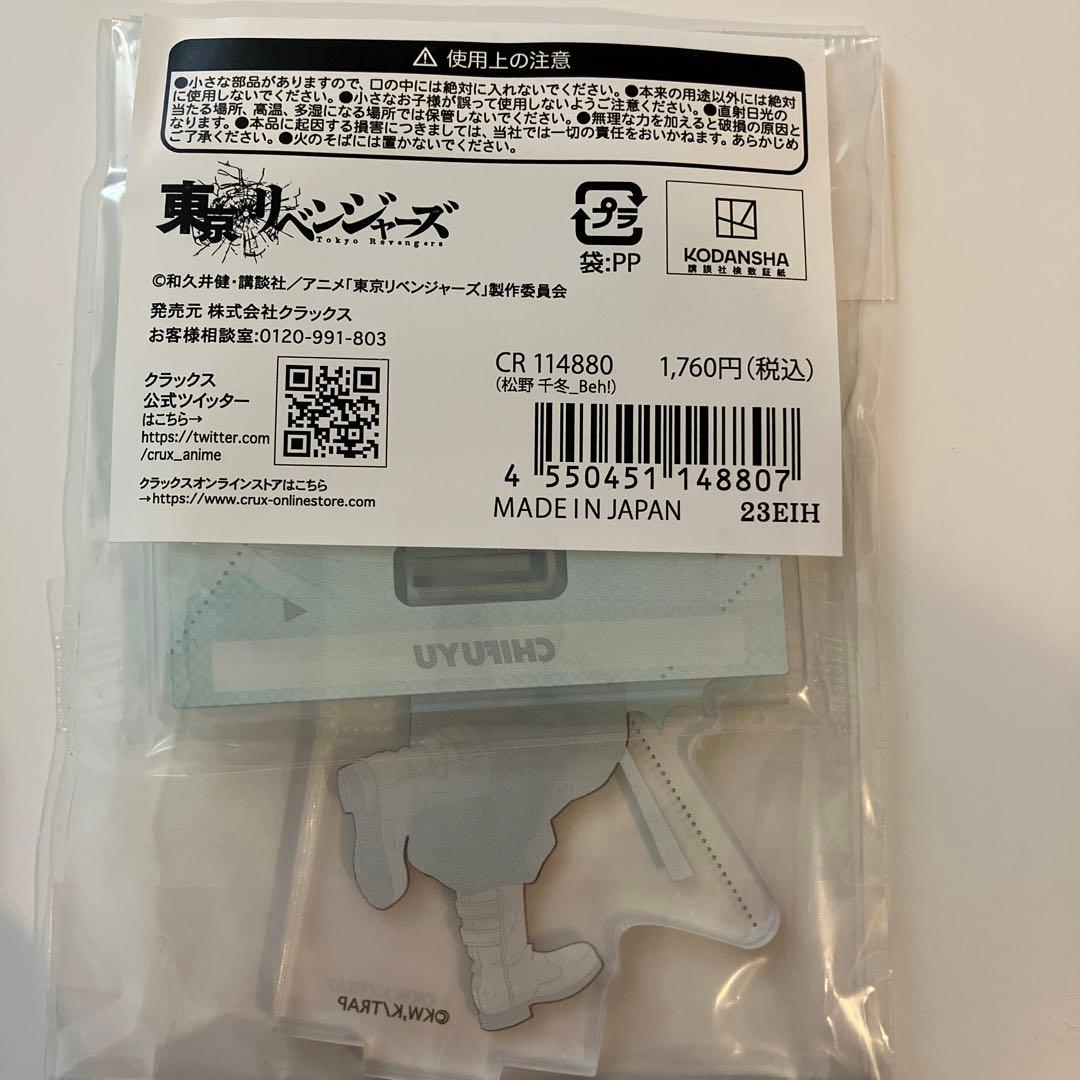 ⚠ 使用上の注意
●小さな部品がありますので、口の中には絶対に入れないでください。●本来の用途以外には絶対
に使用しないでください。●小さなお子様が誤って使用しないようご注意ください。●直射日光の
当たる場所、高温、多湿になる場所では保管しないでください。●無理な力を加えると破損の原因と
なります。●本品に起因する損害につきましては、当社では一切の責任をおいかねます。あらかじめ
ご了承ください。●火のそばには置かないでください。
東京リベンジャーズ
Tokyo Revengers
プラ
袋:PP
KODANSHA
講談社検数証紙
©和久井健・講談社／アニメ「東京リベンジャーズ」製作委員会
発売元 株式会社クラックス
お客様相談室:0120-991-803
クラックス
公式ツイッター
はこちら→
https://twitter.com
/crux_anime
クラックスオンラインストアはこちら
→https://www.crux-onlinestore.com
CR 114880 1,760円(税込)
(松野 千冬_Beh!)
4 550451 148807
MADE IN JAPAN 23EIH
CHIFUYU
©KW,K/TRAP